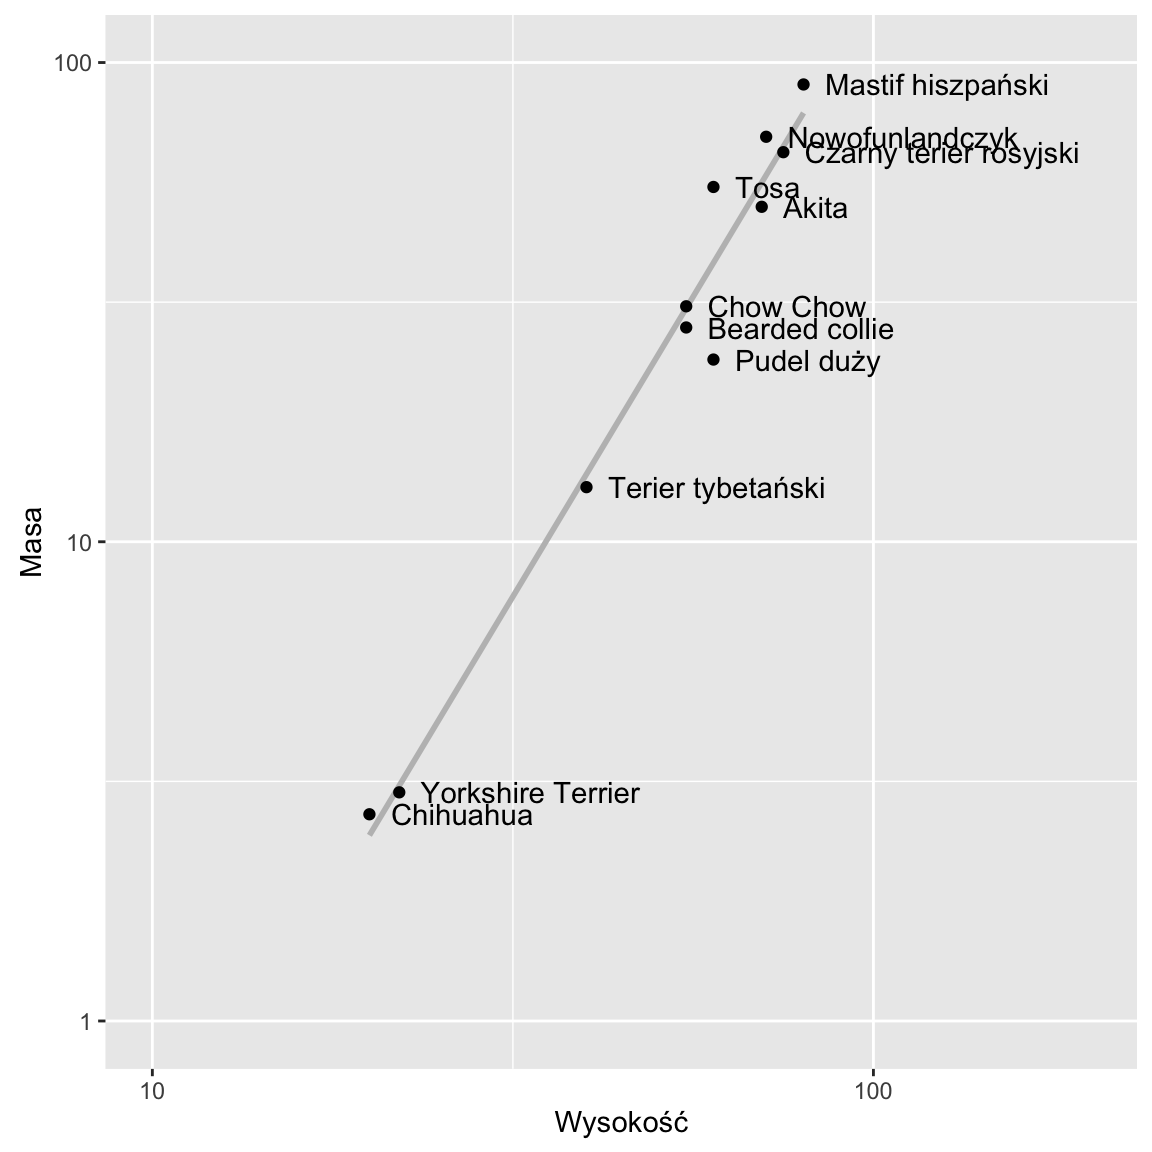 100
Mastif hiszpański
Nowofunlandczyk
Czarny terier rosyjski
Tosa
Akita
Chow Chow
Bearded collie
Pudel duży
Terier tybetański
Masa
10
Yorkshire Terrier
Chihuahua
1
10
100
Wysokość